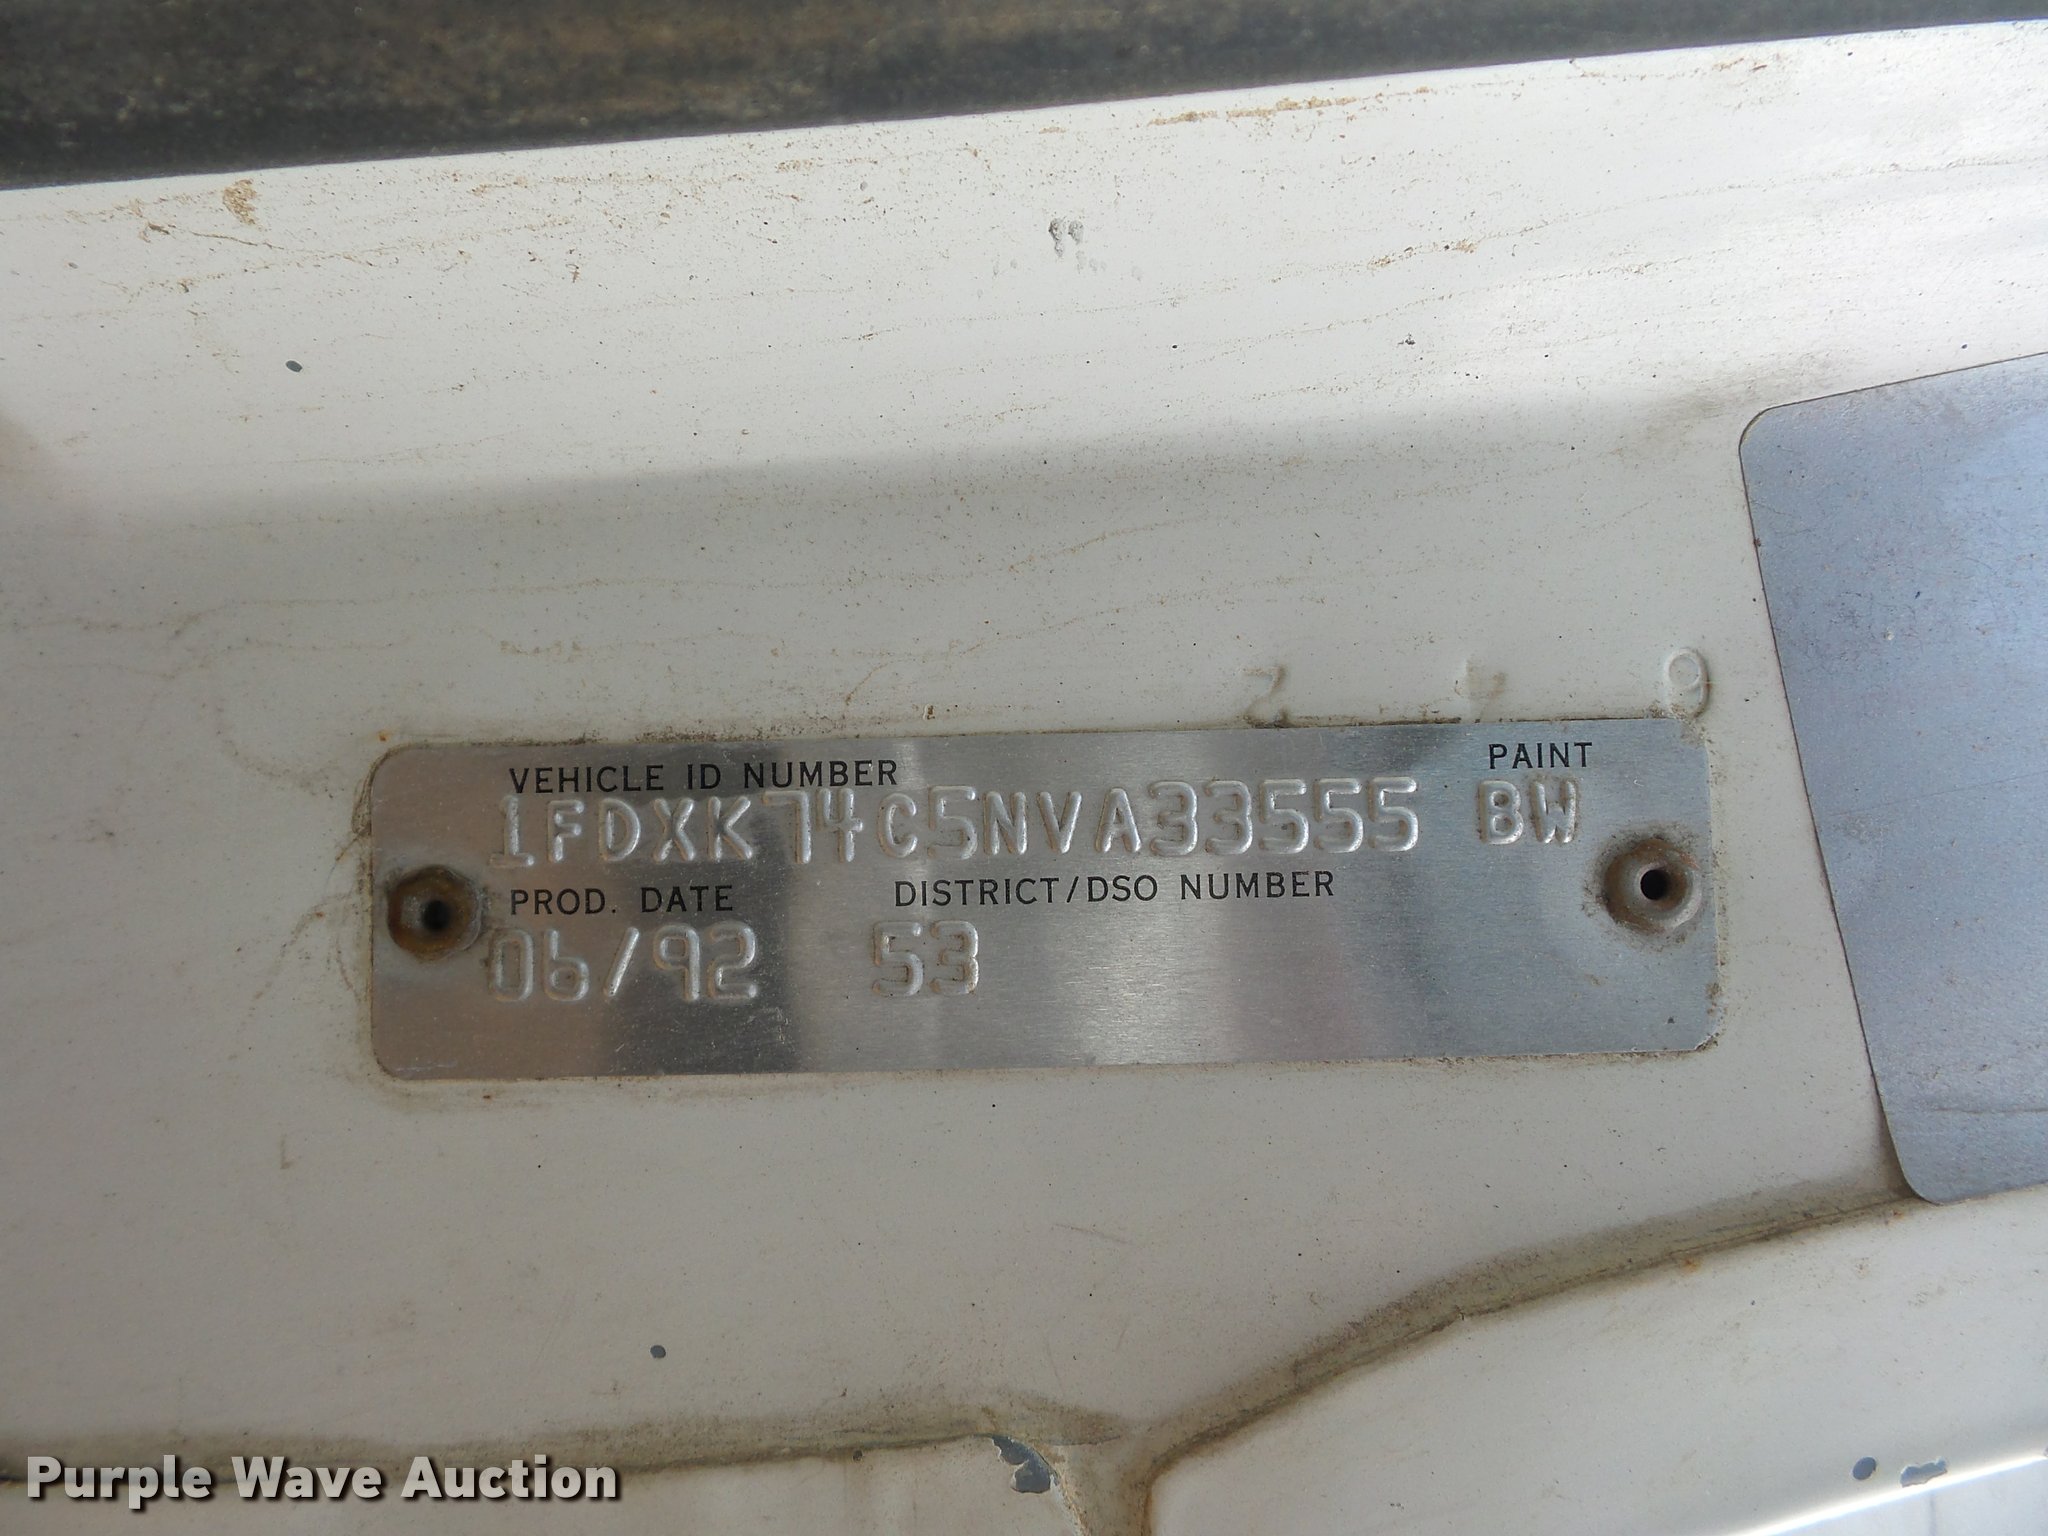 2 4 9
VEHICLE ID NUMBER PAINT
1FDXK74C5NVA33555 BW
PROD. DATE DISTRICT/DSO NUMBER
06/92 53
Purple Wave Auction